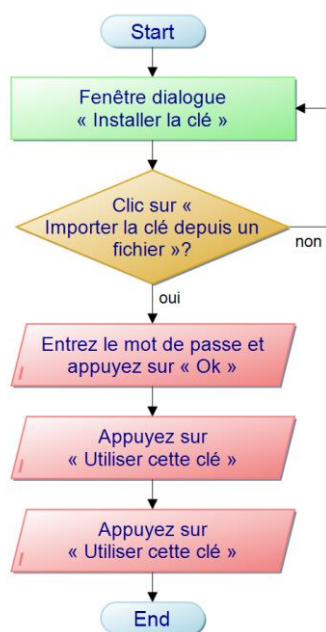 Start
Fenêtre dialogue
« Installer la clé »
Clic sur «
Importer la clé depuis un
fichier »?
non
oui
Entrez le mot de passe et
appuyez sur « Ok »
Appuyez sur
« Utiliser cette clé »
Appuyez sur
« Utiliser cette clé »
End